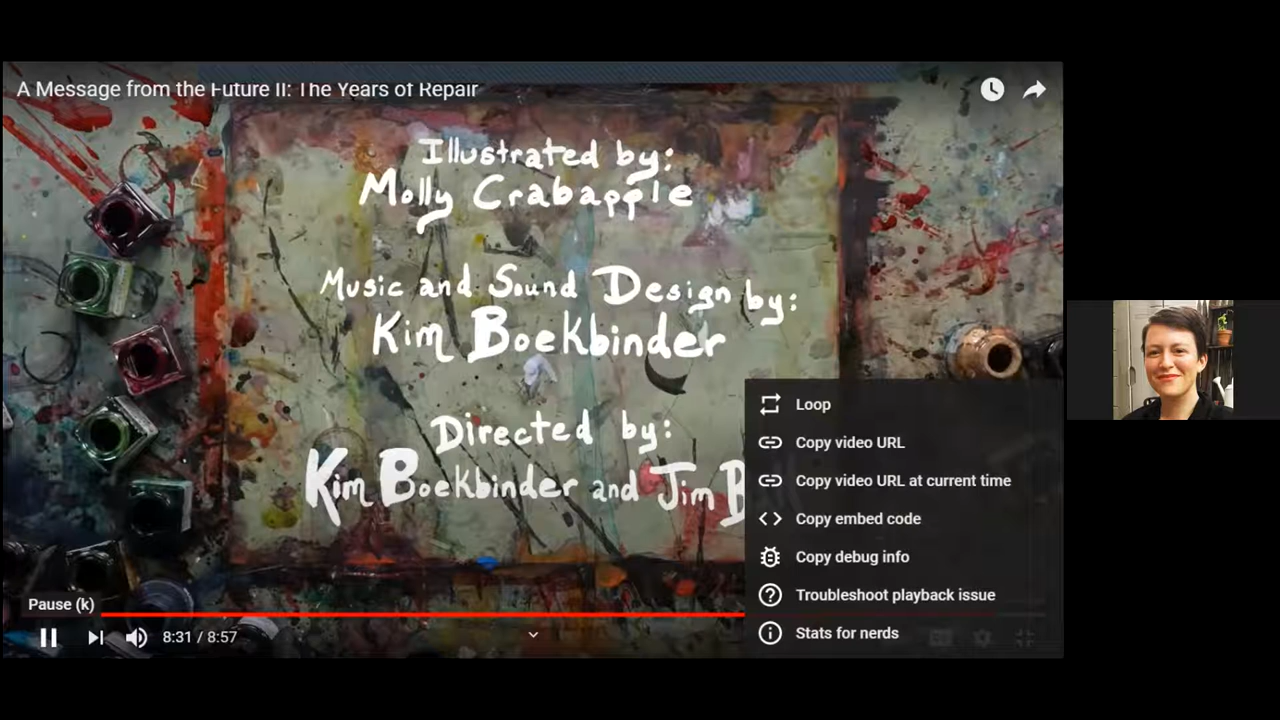 A Message from the Future II: The Years of Repair
Illustrated by:
Molly Crabapple
Music and Sound Design by:
Kim Boekbinder
Directed by:
Kim Boekbinder and Jim
Loop
Copy video URL
Copy video URL at current time
Copy embed code
Copy debug info
Troubleshoot playback issue
Stats for nerds
Pause (k)
8:31 / 8:57